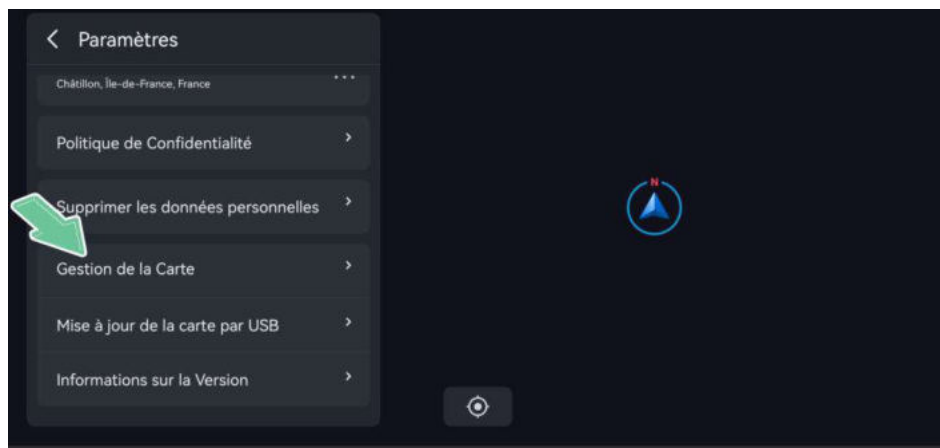 Paramètres
Châtillon, Île-de-France, France
Politique de Confidentialité
Supprimer les données personnelles
Gestion de la Carte
Mise à jour de la carte par USB
Informations sur la Version
N